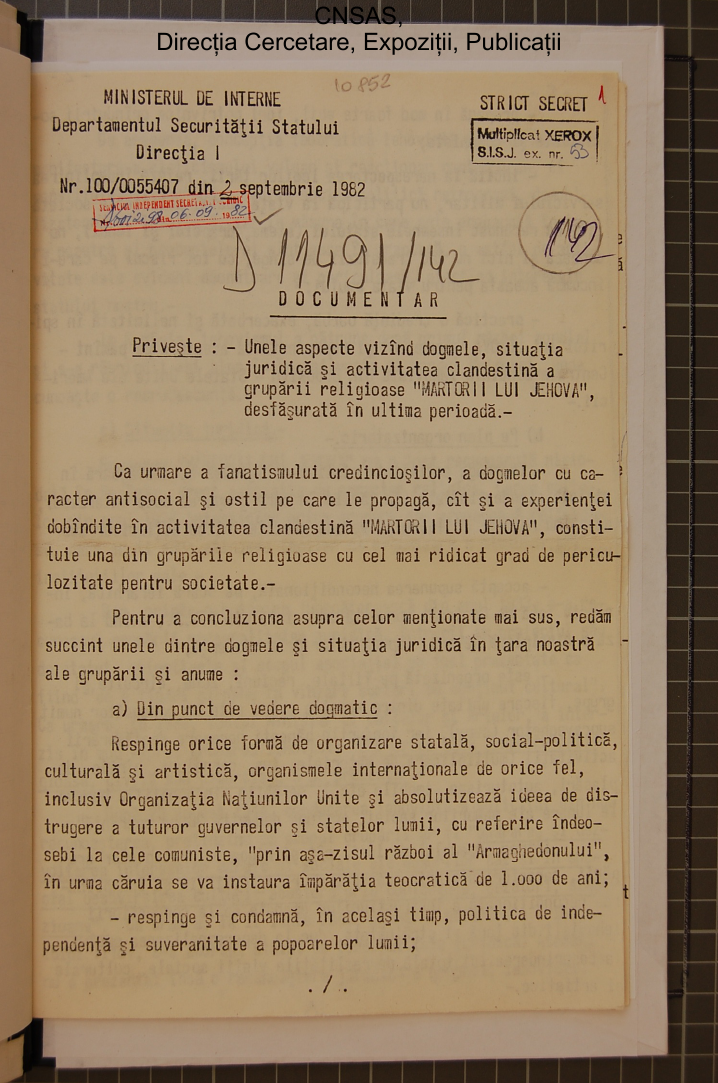 CNSAS,
Direcția Cercetare, Expoziții, Publicații
10852
MINISTERUL DE INTERNE
Departamentul Securităţii Statului
Direcţia I
STRICT SECRET 1
Multiplicat XEROX
S.I.S.J. ex. nr. 53
Nr.100/0055407 din 2 septembrie 1982
06.09. 1982
D 11491/142
142
DOCUMENTAR
Priveşte : - Unele aspecte vizînd dogmele, situaţia
juridică şi activitatea clandestină a
grupării religioase "MARTORII LUI JEHOVA",
desfăşurată în ultima perioadă.-
Ca urmare a fanatismului credincioşilor, a dogmelor cu ca-
racter antisocial şi ostil pe care le propagă, cît şi a experienţei
dobîndite în activitatea clandestină "MARTORII LUI JEHOVA", consti-
tuie una din grupările religioase cu cel mai ridicat grad de pericu-
lozitate pentru societate.-
Pentru a concluziona asupra celor menţionate mai sus, redăm
succint unele dintre dogmele şi situaţia juridică în ţara noastră
ale grupării şi anume :
a) Din punct de vedere dogmatic :
Respinge orice formă de organizare statală, social-politică,
culturală şi artistică, organismele internaţionale de orice fel,
inclusiv Organizaţia Naţiunilor Unite şi absolutizează ideea de dis-
trugere a tuturor guvernelor şi statelor lumii, cu referire îndeo-
sebi la cele comuniste, "prin aşa-zisul război al "Armaghedonului",
în urma căruia se va instaura împărăţia teocratică de 1.000 de ani;
- respinge şi condamnă, în acelaşi timp, politica de inde-
pendenţă şi suveranitate a popoarelor lumii;
./.